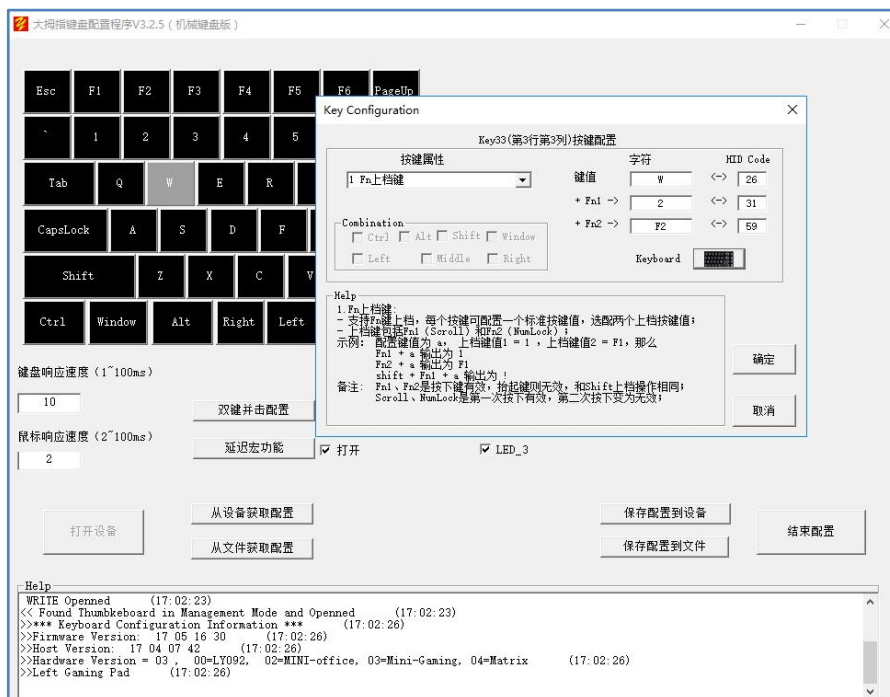 大拇指键盘配置程序V3.2.5（机械键盘版）
Esc F1 F2 F3 F4 F5 F6 PageUp
` 1 2 3 4 5
Tab Q W E R
CapsLock A S D F
Shift Z X C V
Ctrl Window Alt Right Left
Key Configuration
Key33(第3行第3列)按键配置
按键属性 字符 HID Code
1 Fn上档键 键值 W <-> 26
+ Fn1 -> 2 <-> 31
+ Fn2 -> F2 <-> 59
Combination
Ctrl Alt Shift Window
Left Middle Right
Keyboard
Help
1.Fn上档键:
- 支持Fn键上档，每个按键可配置一个标准按键值，选配两个上档按键值；
- 上档键包括Fn1 (Scroll) 和Fn2 (NumLock)；
示例： 配置键值为 a， 上档键值1 = 1 ，上档键值2 = F1，那么
Fn1 + a 输出为 1
Fn2 + a 输出为 F1
shift + Fn1 + a 输出为 !
备注： Fn1、Fn2是按下键有效，抬起键则无效，和Shift上档操作相同；
Scroll、NumLock是第一次按下有效，第二次按下变为无效；
确定
取消
键盘响应速度（1~100ms）
10
双键并击配置
鼠标响应速度（2~100ms）
2
延迟宏功能
打开
LED_3
打开设备
从设备获取配置
从文件获取配置
保存配置到设备
保存配置到文件
结束配置
Help
WRITE Openned (17:02:23)
<< Found Thumbkeboard in Management Mode and Openned (17:02:23)
>>*** Keyboard Configuration Information *** (17:02:26)
>>Firmware Version: 17 05 16 30 (17:02:26)
>>Host Version: 17 04 07 42 (17:02:26)
>>Hardware Version = 03 , 00=LY092, 02=MINI-office, 03=Mini-Gaming, 04=Matrix (17:02:26)
>>Left Gaming Pad (17:02:26)